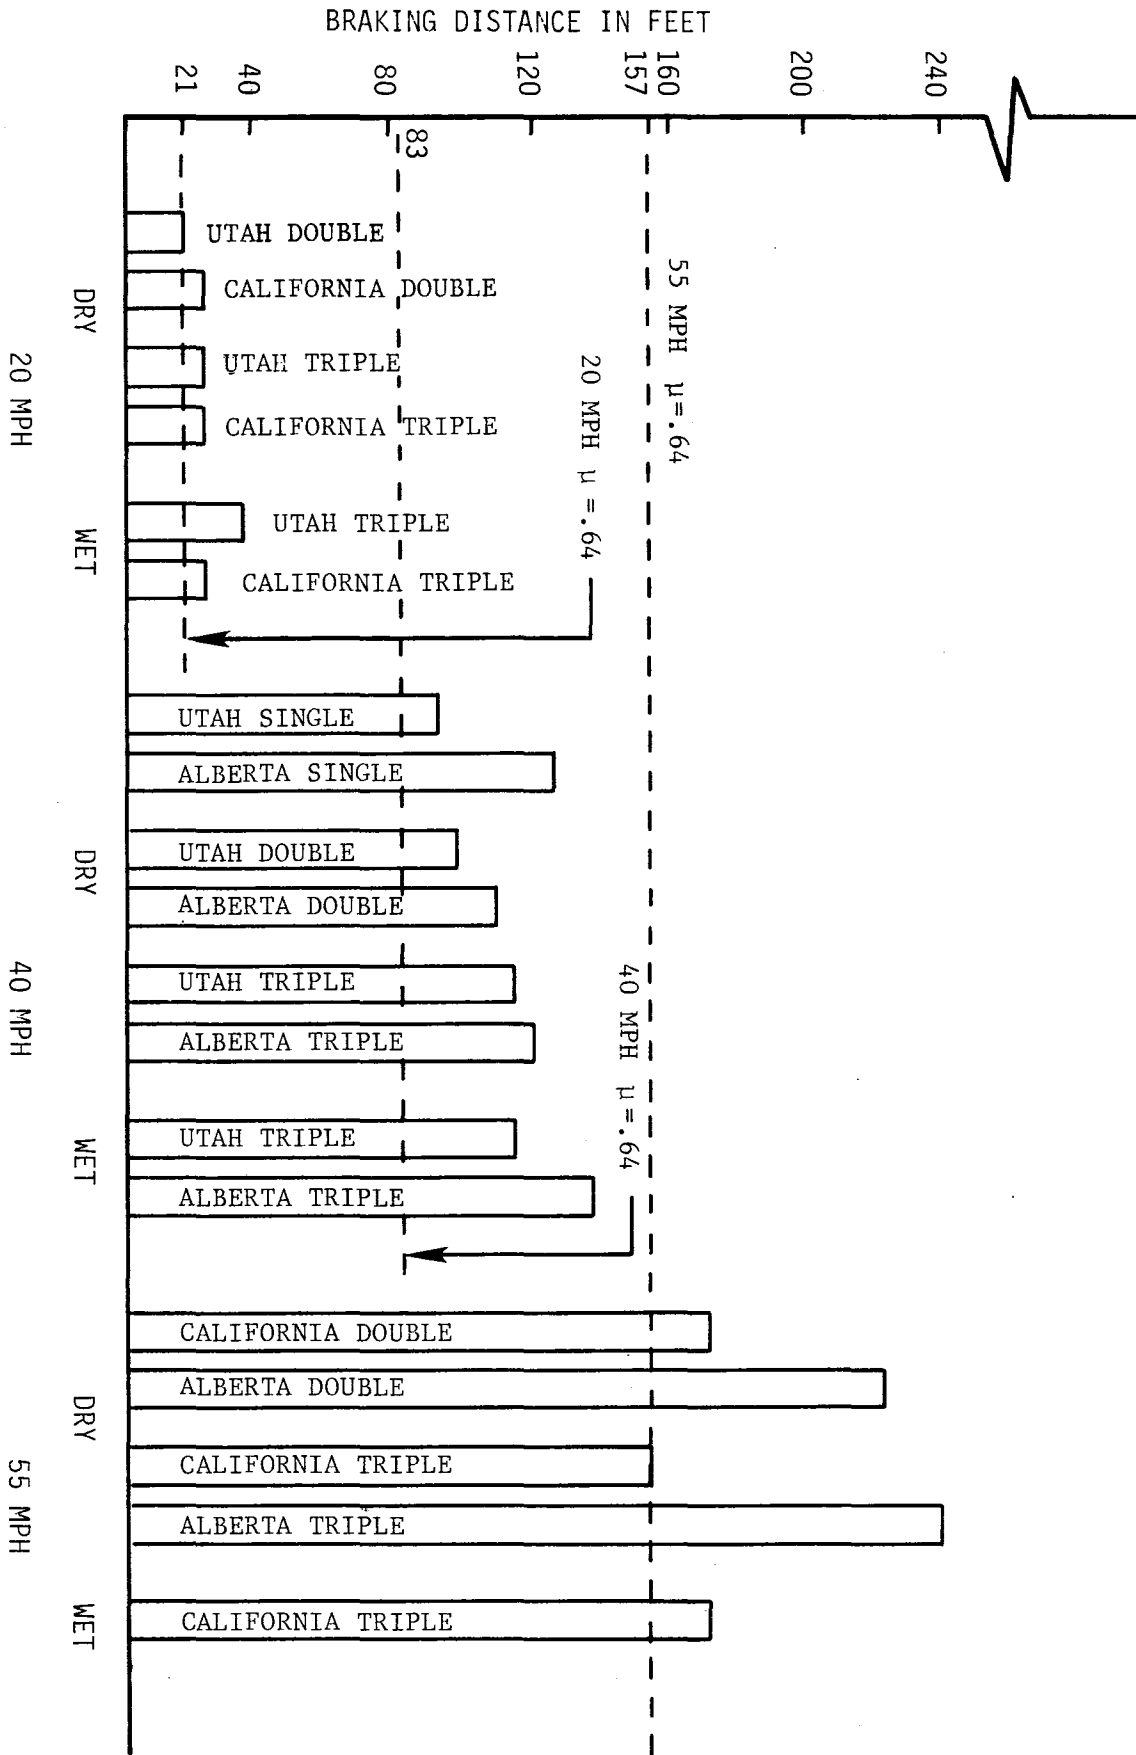 BRAKING DISTANCE IN FEET
21
40
80
83
120
157
160
200
240
UTAH DOUBLE
CALIFORNIA DOUBLE
UTAH TRIPLE
CALIFORNIA TRIPLE
DRY
UTAH TRIPLE
CALIFORNIA TRIPLE
WET
20 MPH
55 MPH μ=.64
20 MPH μ =.64
UTAH SINGLE
ALBERTA SINGLE
UTAH DOUBLE
ALBERTA DOUBLE
UTAH TRIPLE
ALBERTA TRIPLE
DRY
UTAH TRIPLE
ALBERTA TRIPLE
WET
40 MPH
40 MPH μ=.64
CALIFORNIA DOUBLE
ALBERTA DOUBLE
CALIFORNIA TRIPLE
ALBERTA TRIPLE
DRY
CALIFORNIA TRIPLE
WET
55 MPH